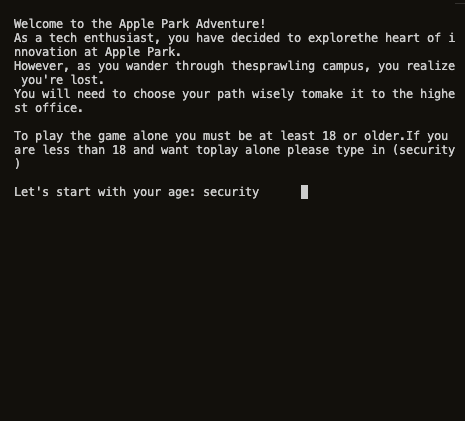 Welcome to the Apple Park Adventure!
As a tech enthusiast, you have decided to explorethe heart of i
nnovation at Apple Park.
However, as you wander through thesprawling campus, you realize
 you're lost.
You will need to choose your path wisely tomake it to the highe
st office.

To play the game alone you must be at least 18 or older.If you
are less than 18 and want toplay alone please type in (security
)

Let's start with your age: security